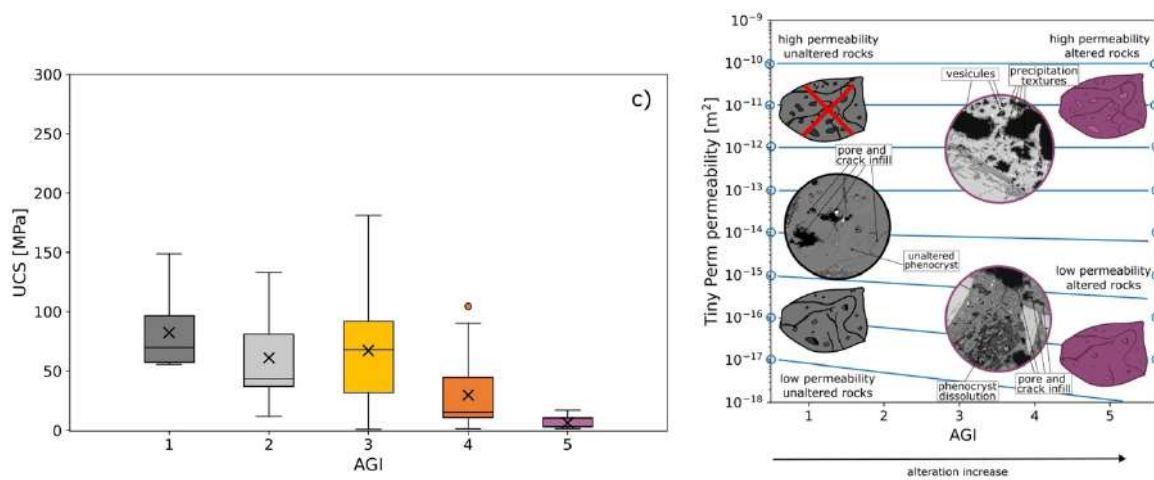 300
250
200
150
100
50
0
UCS [MPa]
c)
1 2 3 4 5
AGI
Tiny Perm permeability [m²]
10⁻⁹
10⁻¹⁰
10⁻¹¹
10⁻¹²
10⁻¹³
10⁻¹⁴
10⁻¹⁵
10⁻¹⁶
10⁻¹⁷
10⁻¹⁸
high permeability
unaltered rocks
high permeability
altered rocks
vesicules
precipitation
textures
pore and
crack infill
unaltered
phenocryst
low permeability
altered rocks
low permeability
unaltered rocks
phenocryst
dissolution
pore and
crack infill
1 2 3 4 5
AGI
alteration increase